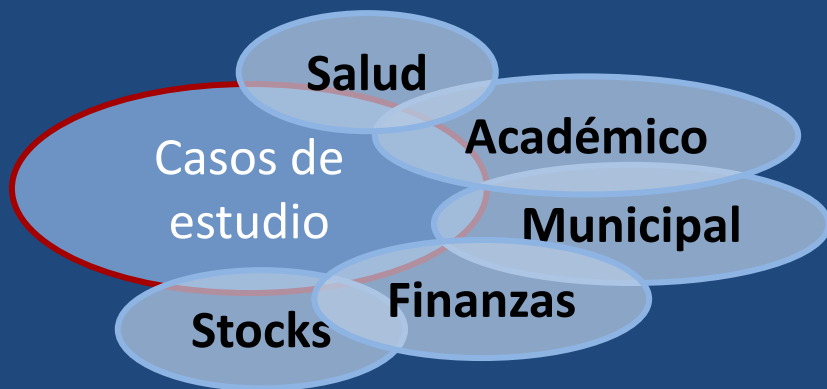 Salud
Académico
Casos de
estudio
Municipal
Finanzas
Stocks